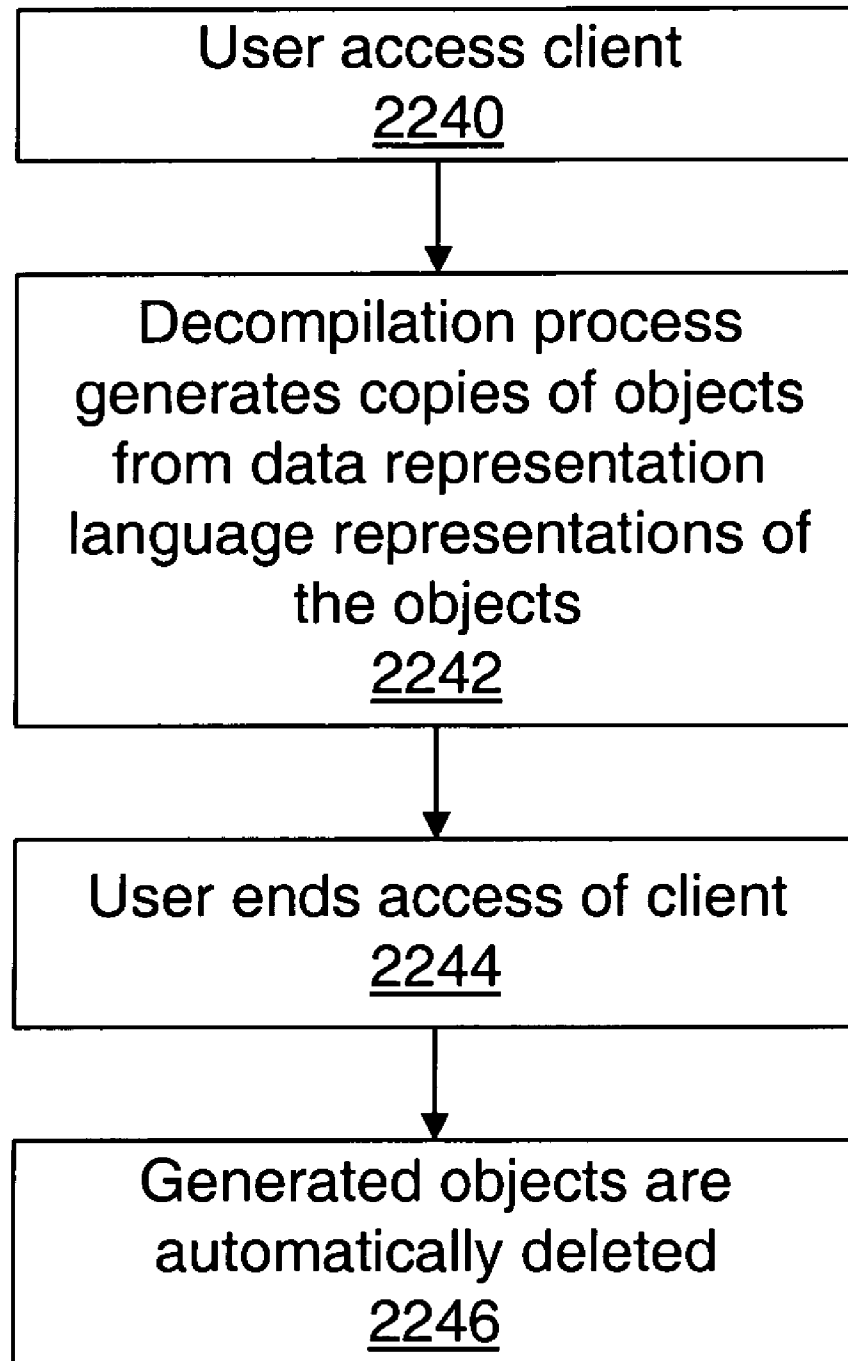 User access client
2240
Decompilation process
generates copies of objects
from data representation
language representations of
the objects
2242
User ends access of client
2244
Generated objects are
automatically deleted
2246